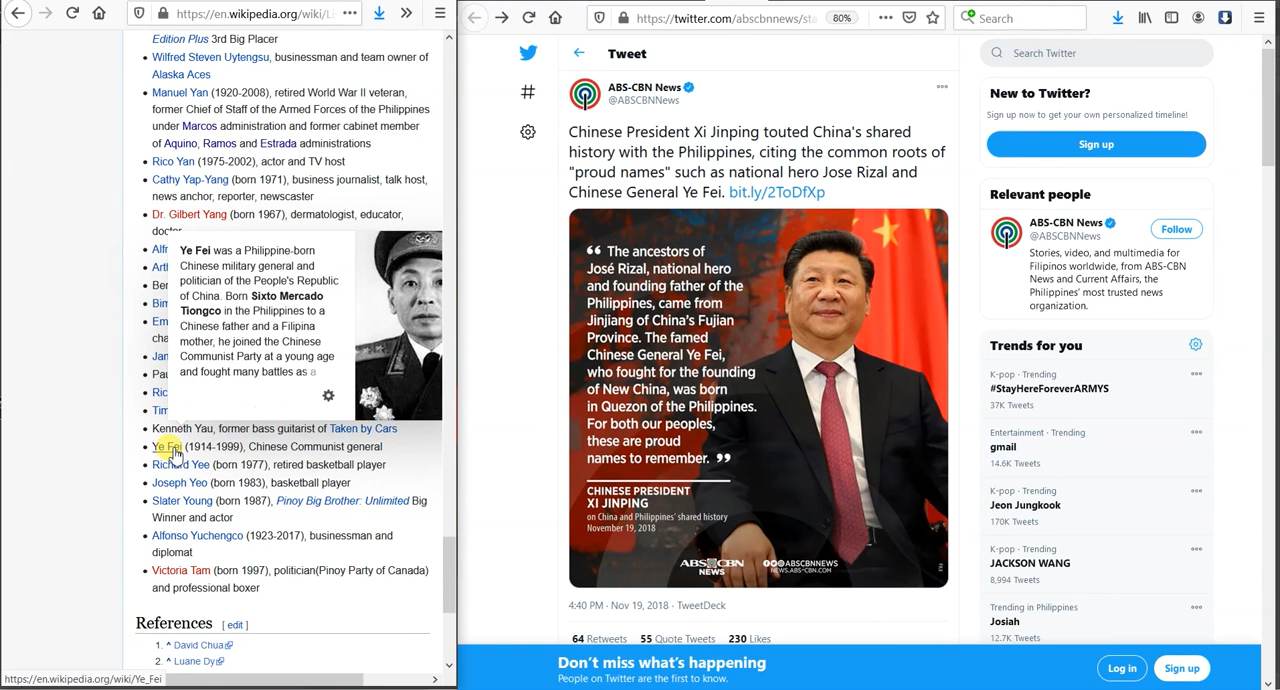 https://en.wikipedia.org/wiki/Li
Edition Plus 3rd Big Placer
Wilfred Steven Uytengsu, businessman and team owner of
Alaska Aces
Manuel Yan (1920-2008), retired World War II veteran,
former Chief of Staff of the Armed Forces of the Philippines
under Marcos administration and former cabinet member
of Aquino, Ramos and Estrada administrations
Rico Yan (1975-2002), actor and TV host
Cathy Yap-Yang (born 1971), business journalist, talk host,
news anchor, reporter, newscaster
Dr. Gilbert Yang (born 1967), dermatologist, educator,
doctor
Alfr
Artl
Ber
Bim
Em
cha
Jan
Pau
Ric
Tim
Ye Fei was a Philippine-born
Chinese military general and
politician of the People's Republic
of China. Born Sixto Mercado
Tiongco in the Philippines to a
Chinese father and a Filipina
mother, he joined the Chinese
Communist Party at a young age
and fought many battles as a
Kenneth Yau, former bass guitarist of Taken by Cars
Ye Fei (1914-1999), Chinese Communist general
Richard Yee (born 1977), retired basketball player
Joseph Yeo (born 1983), basketball player
Slater Young (born 1987), Pinoy Big Brother: Unlimited Big
Winner and actor
Alfonso Yuchengco (1923-2017), businessman and
diplomat
Victoria Tam (born 1997), politician(Pinoy Party of Canada)
and professional boxer
References [ edit ]
1. ^ David Chua
2. ^ Luane Dy
https://en.wikipedia.org/wiki/Ye_Fei
https://twitter.com/abscbnnews/sta
80%
Search
Tweet
ABS-CBN News
@ABSCBNNews
Chinese President Xi Jinping touted China's shared
history with the Philippines, citing the common roots of
"proud names" such as national hero Jose Rizal and
Chinese General Ye Fei. bit.ly/2ToDfXp
“ The ancestors of
José Rizal, national hero
and founding father of the
Philippines, came from
Jinjiang of China's Fujian
Province. The famed
Chinese General Ye Fei,
who fought for the founding
of New China, was born
in Quezon of the Philippines.
For both our peoples,
these are proud
names to remember. ”
CHINESE PRESIDENT
XI JINPING
on China and Philippines' shared history
November 19, 2018
ABS CBN
NEWS
ABSCBNNEWS
NEWS.ABS-CBN.COM
4:40 PM · Nov 19, 2018 · TweetDeck
64 Retweets 55 Quote Tweets 230 Likes
Search Twitter
New to Twitter?
Sign up now to get your own personalized timeline!
Sign up
Relevant people
ABS-CBN News
@ABSCBNNews
Follow
Stories, video, and multimedia for
Filipinos worldwide, from ABS-CBN
News and Current Affairs, the
Philippines' most trusted news
organization.
Trends for you
K-pop · Trending
#StayHereForeverARMYS
37K Tweets
Entertainment · Trending
gmail
14.6K Tweets
K-pop · Trending
Jeon Jungkook
170K Tweets
K-pop · Trending
JACKSON WANG
8,994 Tweets
Trending in Philippines
Josiah
12.7K Tweets
Don't miss what's happening
People on Twitter are the first to know.
Log in
Sign up